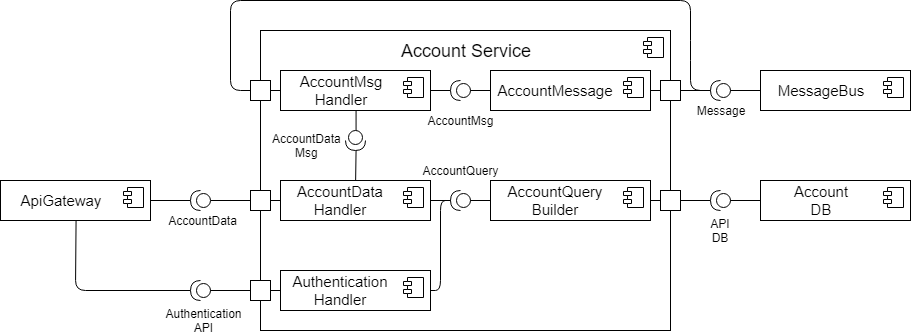 Account Service
AccountMsg
Handler
AccountMessage
MessageBus
AccountMsg
Message
AccountData
Msg
AccountQuery
ApiGateway
AccountData
Handler
AccountQuery
Builder
Account
DB
AccountData
API
DB
Authentication
Handler
Authentication
API